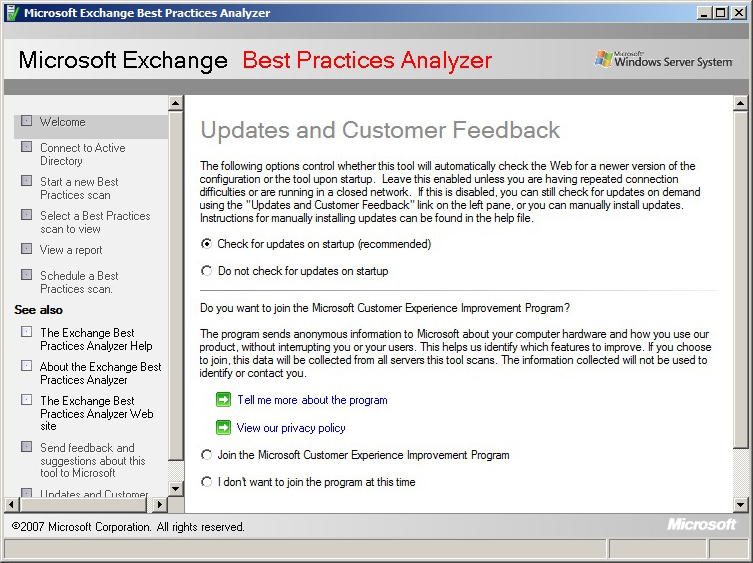 Microsoft Exchange Best Practices Analyzer
Microsoft Exchange Best Practices Analyzer
Microsoft
Windows Server System
Welcome
Connect to Active
Directory
Start a new Best
Practices scan
Select a Best Practices
scan to view
View a report
Schedule a Best
Practices scan.
See also
The Exchange Best
Practices Analyzer Help
About the Exchange Best
Practices Analyzer
The Exchange Best
Practices Analyzer Web
site
Send feedback and
suggestions about this
tool to Microsoft
Updates and Customer
Updates and Customer Feedback
The following options control whether this tool will automatically check the Web for a newer version of the
configuration or the tool upon startup. Leave this enabled unless you are having repeated connection
difficulties or are running in a closed network. If this is disabled, you can still check for updates on demand
using the "Updates and Customer Feedback" link on the left pane, or you can manually install updates.
Instructions for manually installing updates can be found in the help file.
Check for updates on startup (recommended)
Do not check for updates on startup
Do you want to join the Microsoft Customer Experience Improvement Program?
The program sends anonymous information to Microsoft about your computer hardware and how you use our
product, without interrupting you or your users. This helps us identify which features to improve. If you choose
to join, this data will be collected from all servers this tool scans. The information collected will not be used to
identify or contact you.
Tell me more about the program
View our privacy policy
Join the Microsoft Customer Experience Improvement Program
I don't want to join the program at this time
©2007 Microsoft Corporation. All rights reserved.
Microsoft